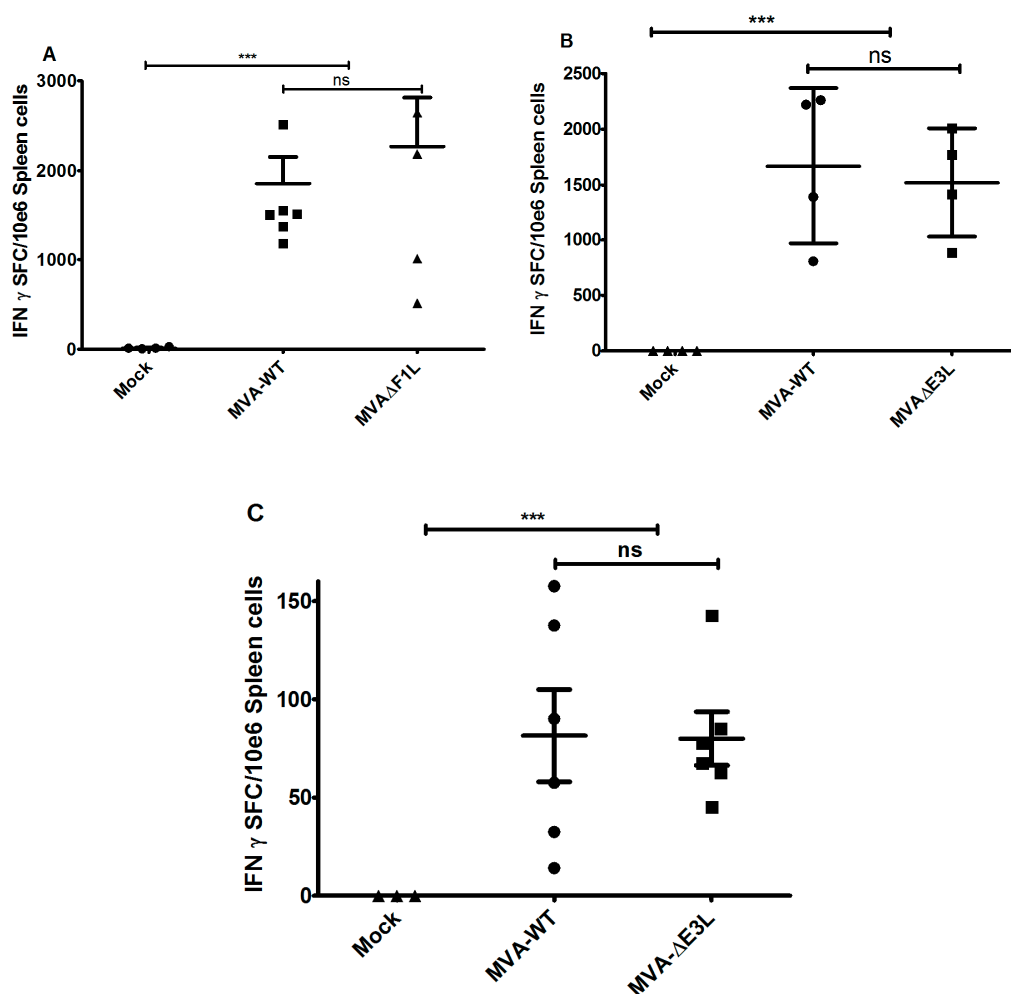 A
***
ns
IFN γ SFC/10e6 Spleen cells
3000
2000
1000
0
Mock
MVA-WT
MVAΔF1L
B
***
ns
IFN γ SFC/10e6 Spleen cells
2500
2000
1500
1000
500
0
Mock
MVA-WT
MVAΔE3L
C
***
ns
IFN γ SFC/10e6 Spleen cells
150
100
50
0
Mock
MVA-WT
MVA-ΔE3L